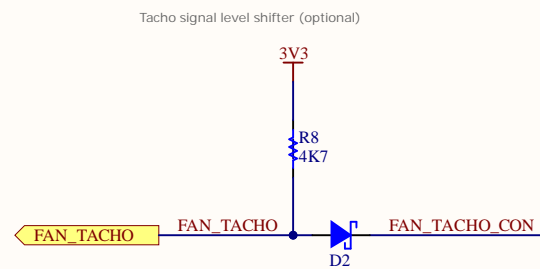 Tacho signal level shifter (optional)
3V3
R8
4K7
FAN_TACHO
FAN_TACHO
FAN_TACHO_CON
D2